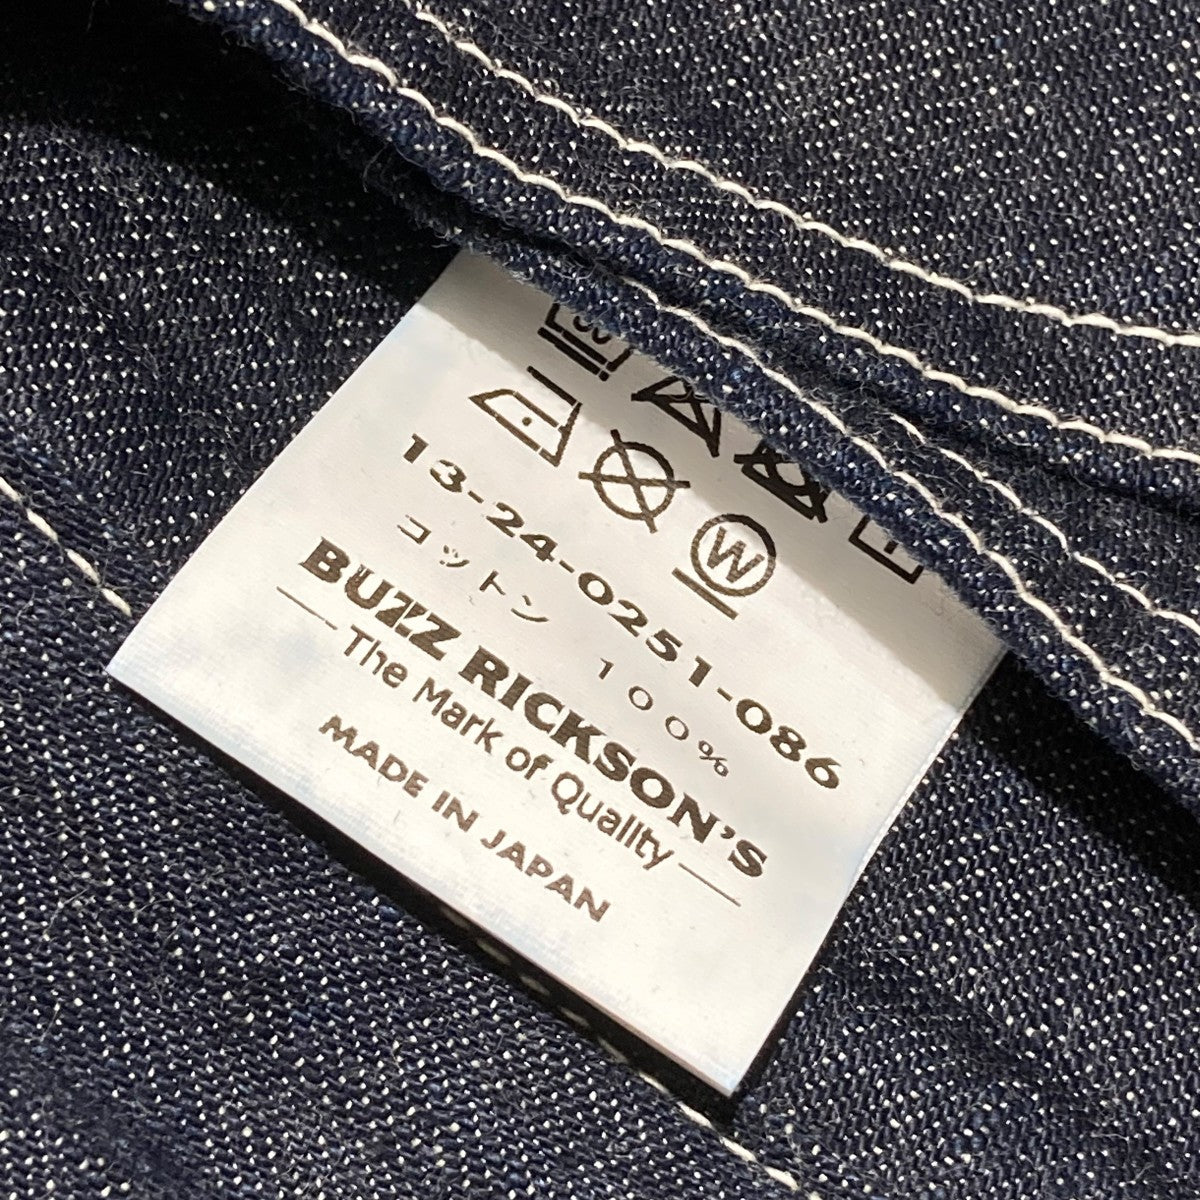 13-24-0251-086
コットン 100%
BUZZ RICKSON'S
The Mark of Quality
MADE IN JAPAN